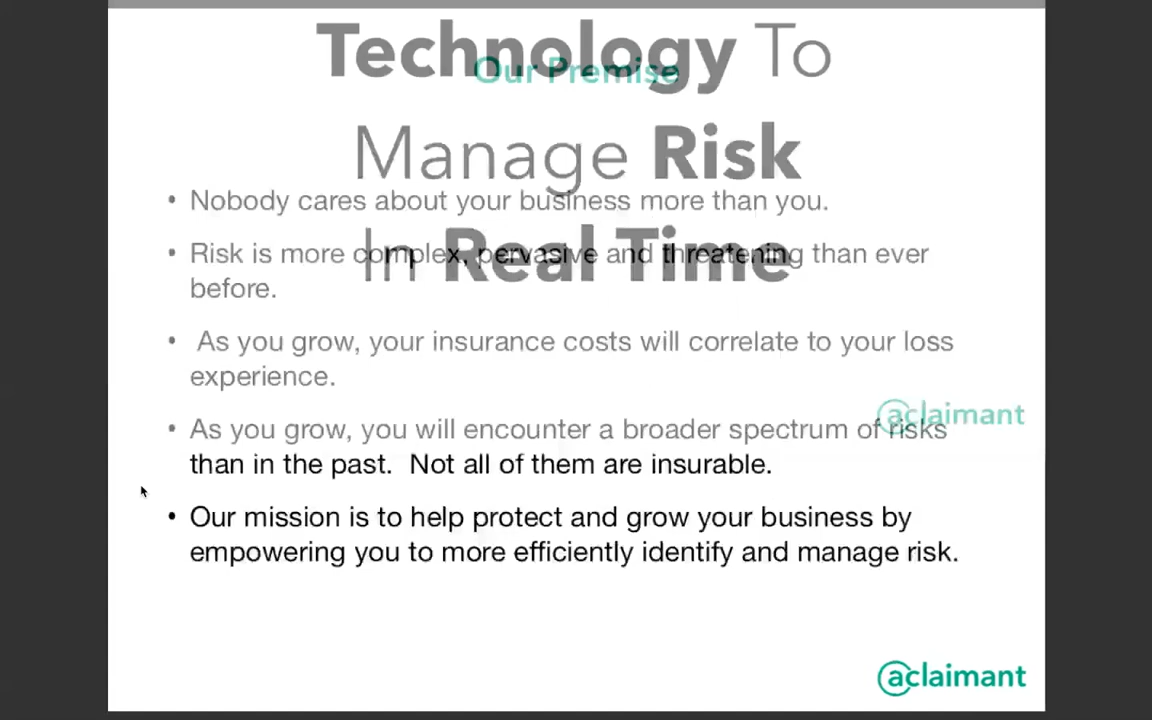 Technology To
Our Premise
Manage Risk
• Nobody cares about your business more than you.
In Real Time
• Risk is more complex, pervasive and threatening than ever
before.
• As you grow, your insurance costs will correlate to your loss
experience.
@claimant
• As you grow, you will encounter a broader spectrum of risks
than in the past. Not all of them are insurable.
• Our mission is to help protect and grow your business by
empowering you to more efficiently identify and manage risk.
@claimant